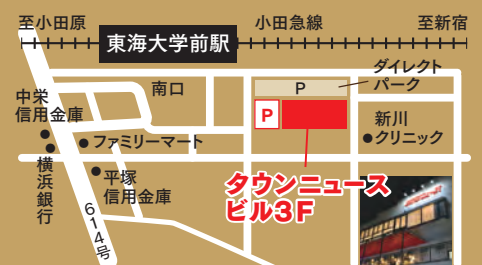 至小田原
小田急線
至新宿
東海大学前駅
ダイレクト
パーク
南口
P
P
中栄
信用金庫
新川
クリニック
ファミリーマート
横浜銀行
平塚
信用金庫
タウンニュース
ビル3F
614号